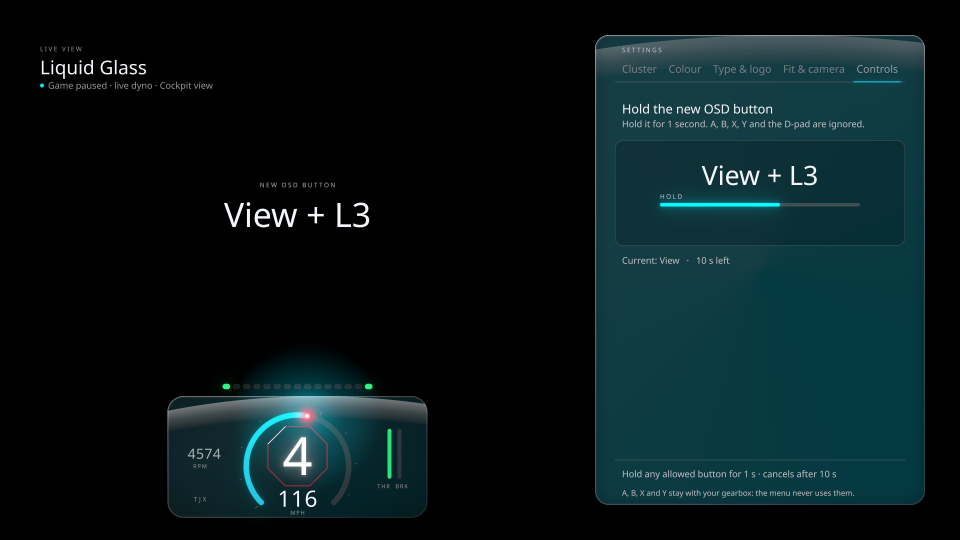 LIVE VIEW
Liquid Glass
Game paused · live dyno · Cockpit view
NEW OSD BUTTON
View + L3
4574
RPM
TJX
4
116
MPH
THR BRK
SETTINGS
Cluster Colour Type & logo Fit & camera Controls
Hold the new OSD button
Hold it for 1 second. A, B, X, Y and the D-pad are ignored.
View + L3
HOLD
Current: View · 10 s left
Hold any allowed button for 1 s · cancels after 10 s
A, B, X and Y stay with your gearbox: the menu never uses them.